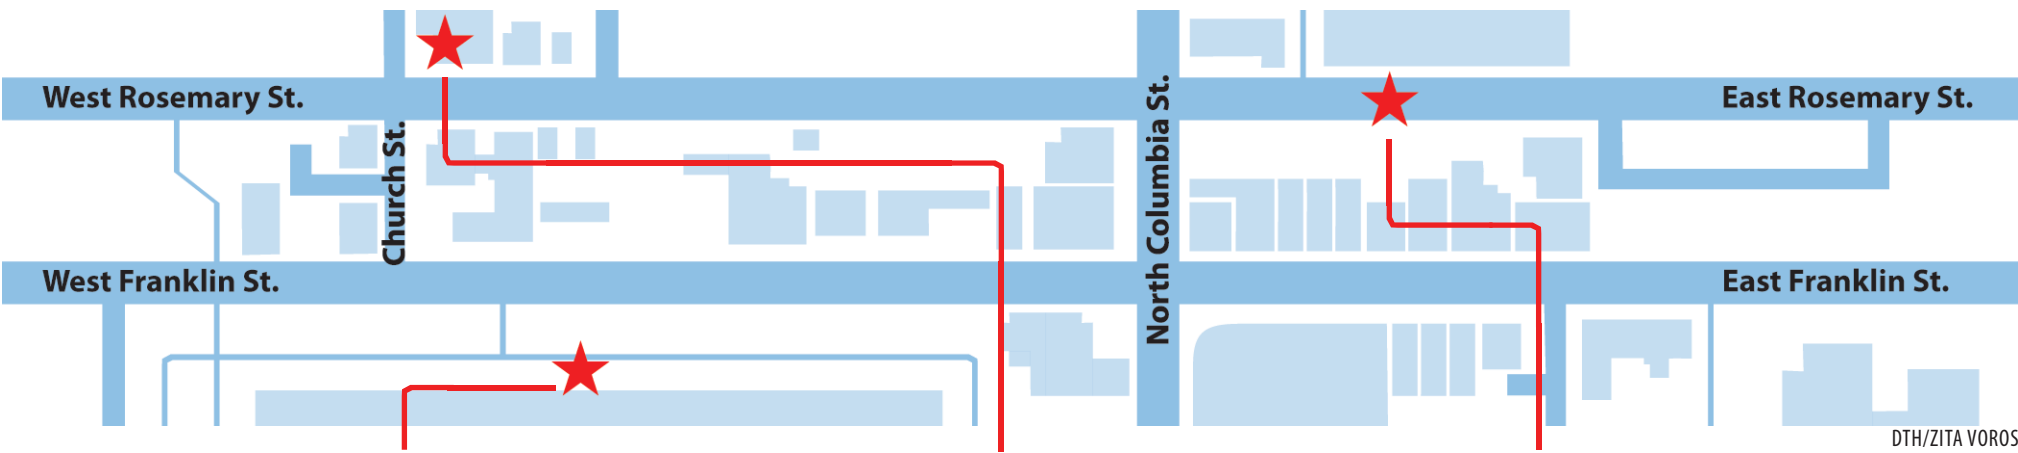 West Rosemary St.
East Rosemary St.
Church St.
North Columbia St.
West Franklin St.
East Franklin St.
DTH/ZITA VOROS